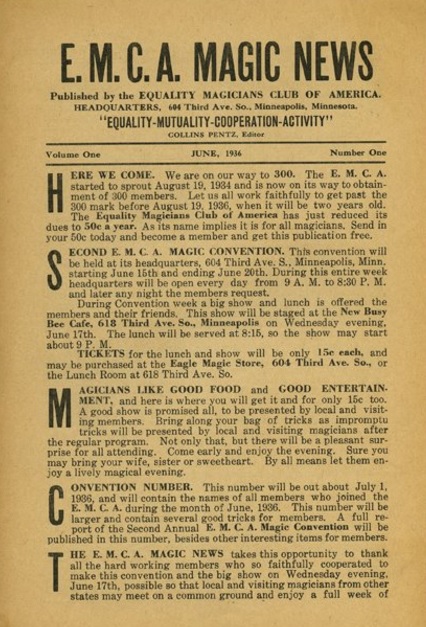 E. M. C. A. MAGIC NEWS
Published by the EQUALITY MAGICIANS CLUB OF AMERICA.
HEADQUARTERS, 604 Third Ave. So., Minneapolis, Minnesota.
"EQUALITY-MUTUALITY-COOPERATION-ACTIVITY"
COLLINS PENTZ, Editor
Volume One JUNE, 1936 Number One
HERE WE COME. We are on our way to 300. The E. M. C. A.
started to sprout August 19, 1934 and is now on its way to obtain-
ment of 300 members. Let us all work faithfully to get past the
300 mark before August 19, 1936, when it will be two years old.
The Equality Magicians Club of America has just reduced its
dues to 50c a year. As its name implies it is for all magicians. Send in
your 50c today and become a member and get this publication free.
SECOND E. M. C. A. MAGIC CONVENTION. This convention will
be held at its headquarters, 604 Third Ave. S., Minneapolis, Minn.
starting June 15th and ending June 20th. During this entire week
headquarters will be open every day from 9 A. M. to 8:30 P. M.
and later any night the members request.
During Convention week a big show and lunch is offered the
members and their friends. This show will be staged at the New Busy
Bee Cafe, 618 Third Ave. So., Minneapolis on Wednesday evening,
June 17th. The lunch will be served at 8:15, so the show may start
about 9 P. M.
TICKETS for the lunch and show will be only 15c each, and
may be purchased at the Eagle Magic Store, 604 Third Ave. So., or
the Lunch Room at 618 Third Ave. So.
MAGICIANS LIKE GOOD FOOD and GOOD ENTERTAIN-
MENT, and here is where you will get it and for only 15c too.
A good show is promised all, to be presented by local and visit-
ing members. Bring along your bag of tricks as impromptu
tricks will be presented by local and visiting magicians after
the regular program. Not only that, but there will be a pleasant sur-
prise for all attending. Come early and enjoy the evening. Sure you
may bring your wife, sister or sweetheart. By all means let them en-
joy a lively magical evening.
CONVENTION NUMBER. This number will be out about July 1,
1936, and will contain the names of all members who joined the
E. M. C. A. during the month of June, 1936. This number will be
larger and contain several good tricks for members. A full re-
port of the Second Annual E. M. C. A. Magic Convention will be
published in this number, besides other interesting items for members.
THE E. M. C. A. MAGIC NEWS takes this opportunity to thank
all the hard working members who so faithfully cooperated to
make this convention and the big show on Wednesday evening,
June 17th, possible so that local and visiting magicians from other
states may meet on a common ground and enjoy a full week of